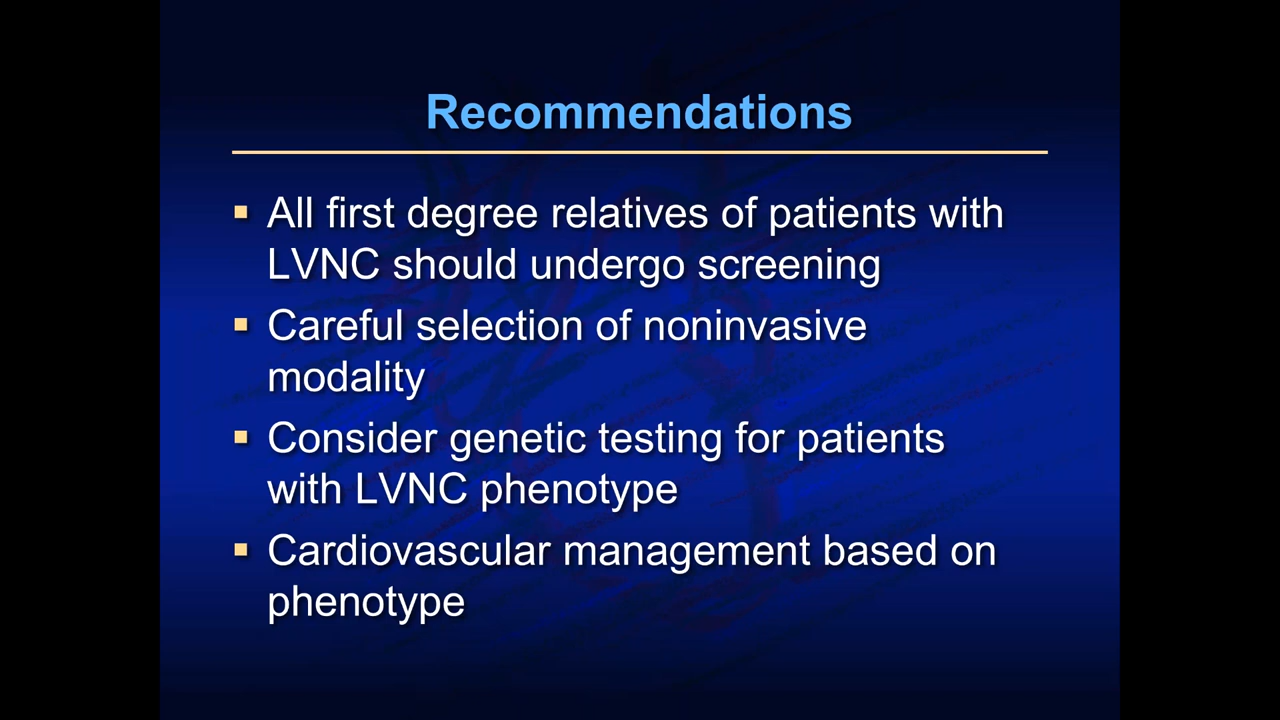 Recommendations
▪ All first degree relatives of patients with
LVNC should undergo screening
▪ Careful selection of noninvasive
modality
▪ Consider genetic testing for patients
with LVNC phenotype
▪ Cardiovascular management based on
phenotype